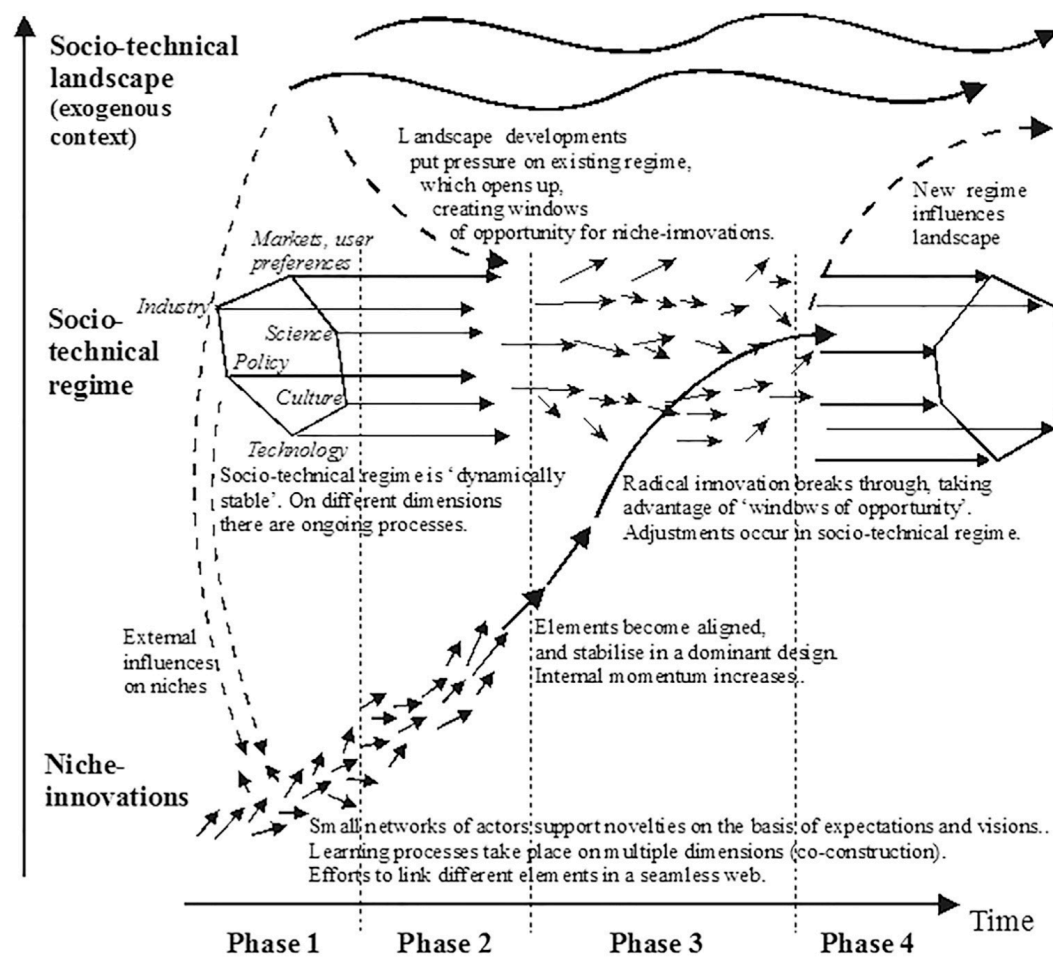 Socio-technical
landscape
(exogenous
context)
Landscape developments
put pressure on existing regime,
which opens up,
creating windows
of opportunity for niche-innovations.
New regime
influences
landscape
Markets, user
preferences
Industry
Science
Policy
Culture
Technology
Socio-
technical
regime
Socio-technical regime is ‘dynamically
stable’. On different dimensions
there are ongoing processes.
Radical innovation breaks through, taking
advantage of ‘windows of opportunity’.
Adjustments occur in socio-technical regime.
External
influences
on niches
Elements become aligned,
and stabilise in a dominant design.
Internal momentum increases..
Niche-
innovations
Small networks of actors support novelties on the basis of expectations and visions..
Learning processes take place on multiple dimensions (co-construction).
Efforts to link different elements in a seamless web.
Time
Phase 1
Phase 2
Phase 3
Phase 4